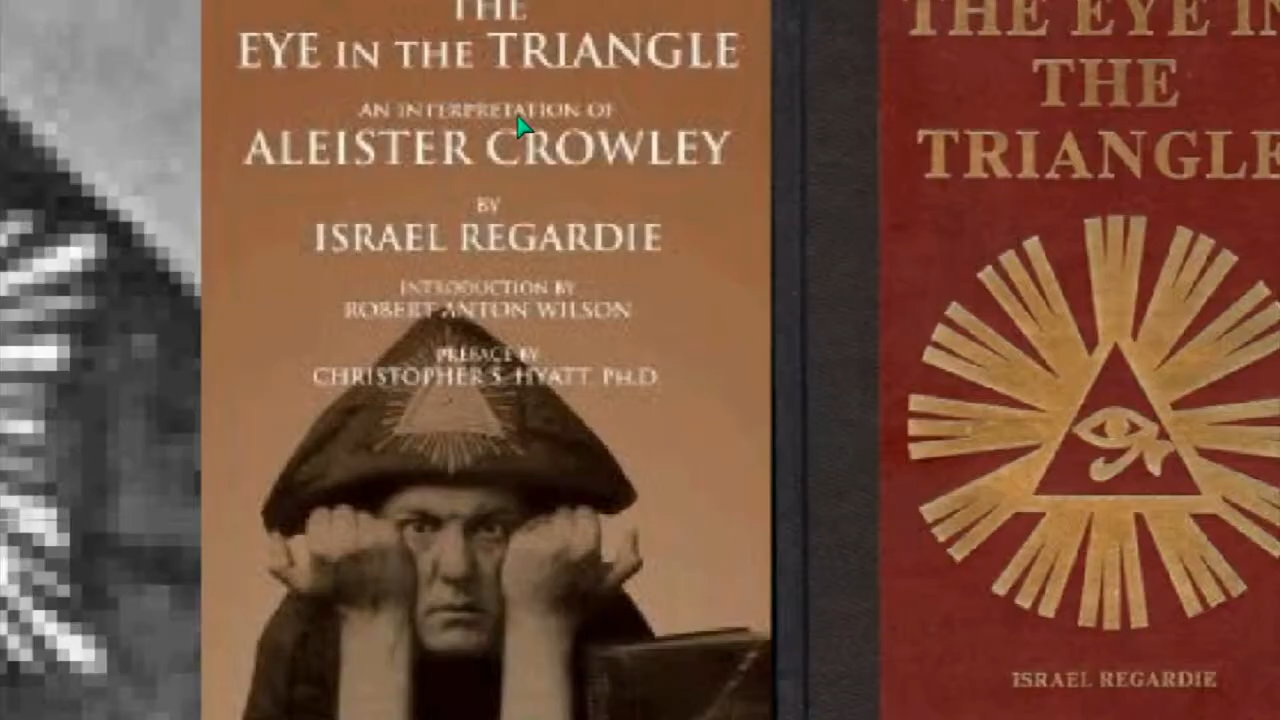 THE
EYE IN THE TRIANGLE
AN INTERPRETATION OF
ALEISTER CROWLEY
BY
ISRAEL REGARDIE
INTRODUCTION BY
ROBERT ANTON WILSON
PREFACE BY
CHRISTOPHER S. HYATT, PH.D
THE EYE IN
THE
TRIANGLE
ISRAEL REGARDIE